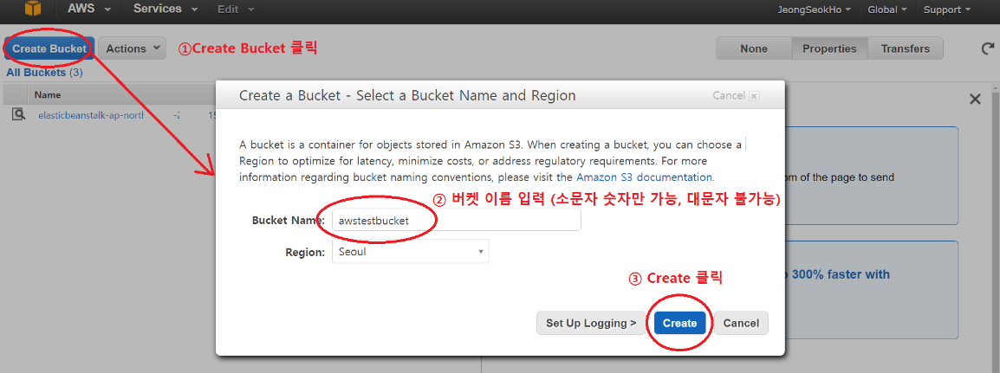 AWS Services Edit JeongSeokHo Global Support
Create Bucket Actions ①Create Bucket 클릭 None Properties Transfers
All Buckets (3)
Name
Create a Bucket - Select a Bucket Name and Region Cancel
elasticbeanstalk-ap-north
A bucket is a container for objects stored in Amazon S3. When creating a bucket, you can choose a
Region to optimize for latency, minimize costs, or address regulatory requirements. For more
information regarding bucket naming conventions, please visit the Amazon S3 documentation.
om of the page to send
② 버켓 이름 입력 (소문자 숫자만 가능, 대문자 불가능)
Bucket Name: awstestbucket
Region: Seoul
300% faster with
③ Create 클릭
Set Up Logging > Create Cancel